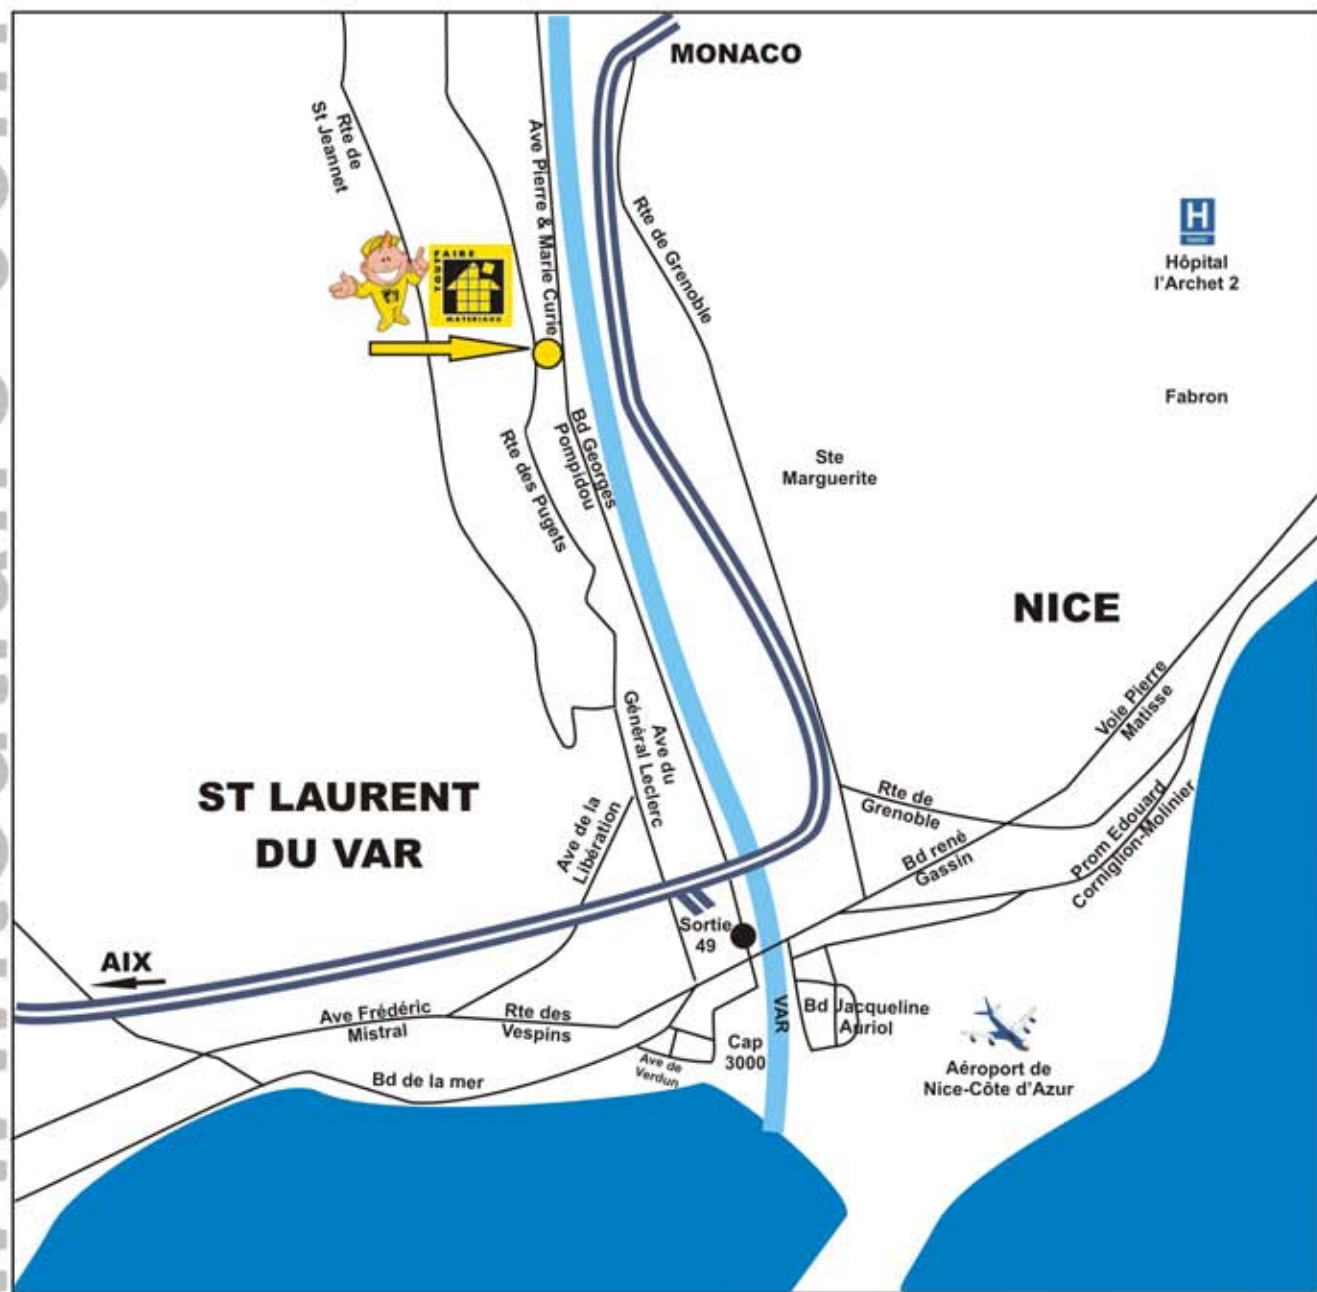 MONACO
Rte de
St Jeannet
Ave Pierre & Marie Curie
Rte de Grenoble
H
Hôpital
l'Archet 2
TOUT FAIRE
MATERIAUX
Fabron
Bd Georges
Pompidou
Rte des Pugets
Ste
Marguerite
NICE
Voie Pierre
Matisse
Ave du
Général Leclerc
ST LAURENT
DU VAR
Ave de la
Libération
Rte de
Grenoble
Bd rené
Gassin
Prom Edouard
Corniglion-Molinier
Sortie
49
AIX
Ave Frédéric
Mistral
Rte des
Vespins
VAR
Bd Jacqueline
Auriol
Cap
3000
Ave de
Verdun
Bd de la mer
Aéroport de
Nice-Côte d'Azur